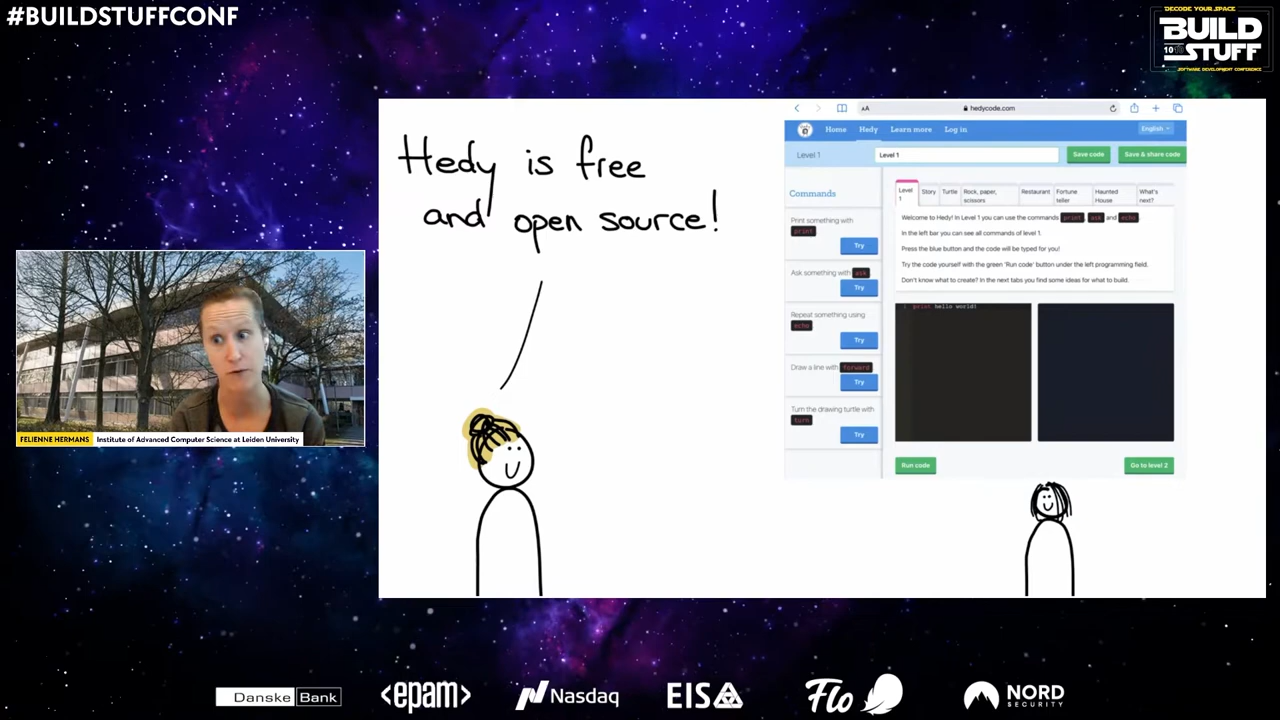 #BUILDSTUFFCONF
DECODE YOUR SPACE
BUILD
STUFF
SOFTWARE DEVELOPMENT CONFERENCE
Hedy is free
and open source!
AA
hedycode.com
Home Hedy Learn more Log in
English
Level 1
Level 1
Save code
Save & share code
Commands
Print something with
print
Try
Ask something with ask
Try
Repeat something using
echo
Try
Draw a line with forward
Try
Turn the drawing turtle with
turn
Try
Level 1
Story
Turtle
Rock, paper, scissors
Restaurant
Fortune teller
Haunted House
What's next?
Welcome to Hedy! In Level 1 you can use the commands print ask and echo
In the left bar you can see all commands of level 1.
Press the blue button and the code will be typed for you!
Try the code yourself with the green 'Run code' button under the left programming field.
Don't know what to create? In the next tabs you find some ideas for what to build.
1 print hello world!
Run code
Go to level 2
FELIENNE HERMANS Institute of Advanced Computer Science at Leiden University
Danske Bank
<epam>
Nasdaq
EIS
Flo
NORD
SECURITY